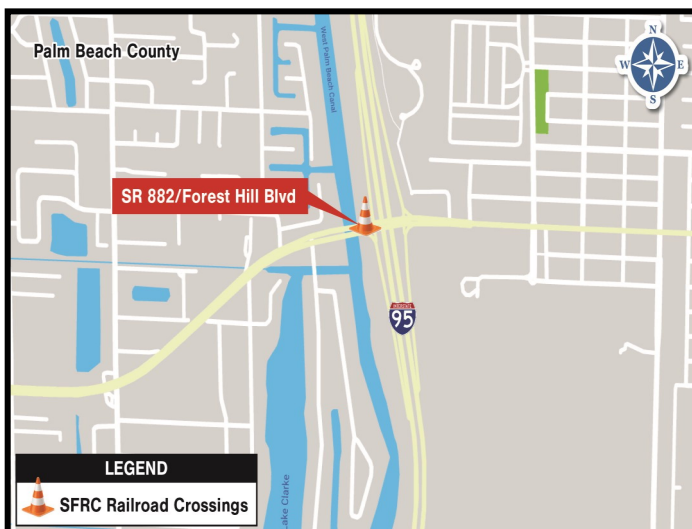 Palm Beach County
N
W E
S
West Palm Beach Canal
SR 882/Forest Hill Blvd
95
Lake Clarke
LEGEND
SFRC Railroad Crossings